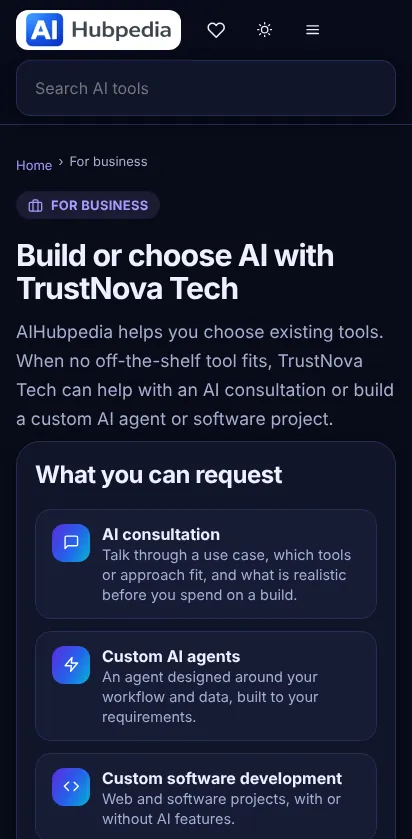 AI Hubpedia
Search AI tools
Home › For business
FOR BUSINESS
Build or choose AI with
TrustNova Tech
AIHubpedia helps you choose existing tools.
When no off-the-shelf tool fits, TrustNova
Tech can help with an AI consultation or build
a custom AI agent or software project.
What you can request
AI consultation
Talk through a use case, which tools
or approach fit, and what is realistic
before you spend on a build.
Custom AI agents
An agent designed around your
workflow and data, built to your
requirements.
Custom software development
Web and software projects, with or
without AI features.